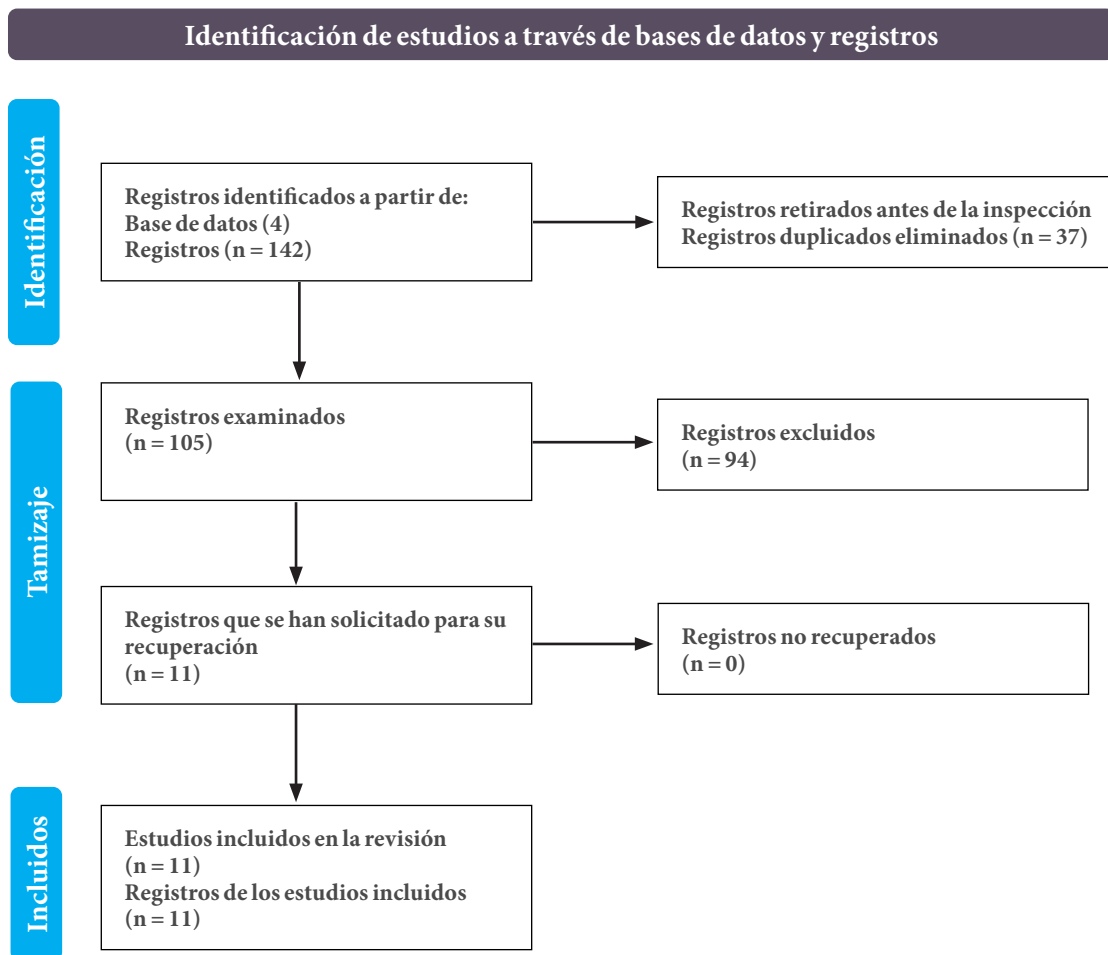 Identificación de estudios a través de bases de datos y registros
Identificación
Registros identificados a partir de:
Base de datos (4)
Registros (n = 142)
Registros retirados antes de la inspección
Registros duplicados eliminados (n = 37)
Tamizaje
Registros examinados
(n = 105)
Registros excluidos
(n = 94)
Registros que se han solicitado para su
recuperación
(n = 11)
Registros no recuperados
(n = 0)
Incluidos
Estudios incluidos en la revisión
(n = 11)
Registros de los estudios incluidos
(n = 11)